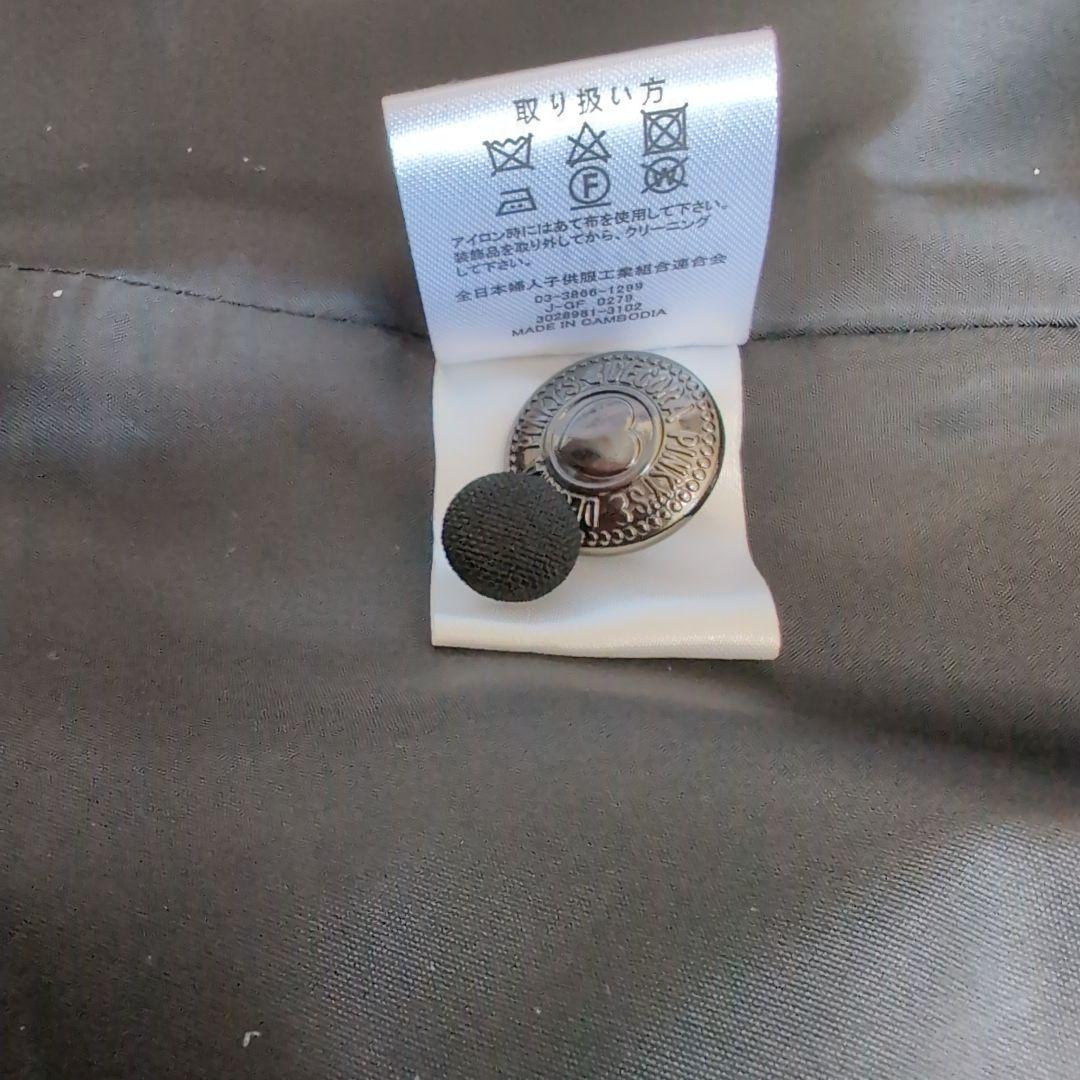 取り扱い方
F
W
アイロン時にはあて布を使用して下さい。
装飾品を取り外してから、クリーニング
して下さい。
全日本婦人子供服工業組合連合会
03-3866-1299
J-GF 0279
3028981-3102
MADE IN CAMBODIA